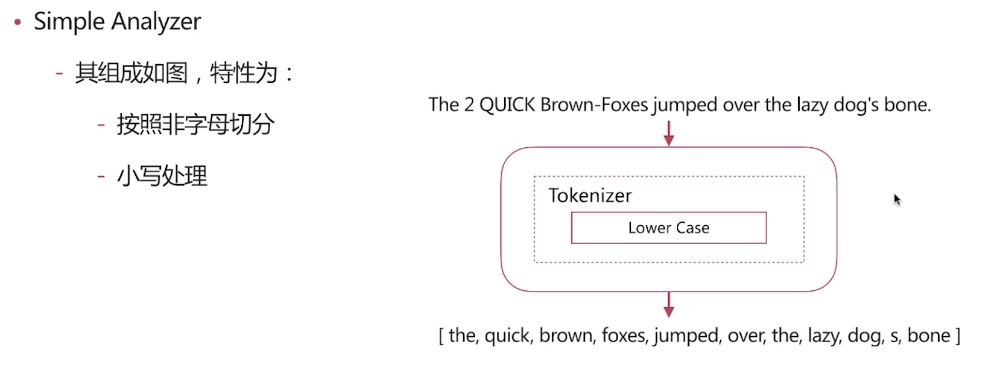 • Simple Analyzer
- 其组成如图，特性为：
- 按照非字母切分
- 小写处理
The 2 QUICK Brown-Foxes jumped over the lazy dog's bone.
Tokenizer
Lower Case
[ the, quick, brown, foxes, jumped, over, the, lazy, dog, s, bone ]